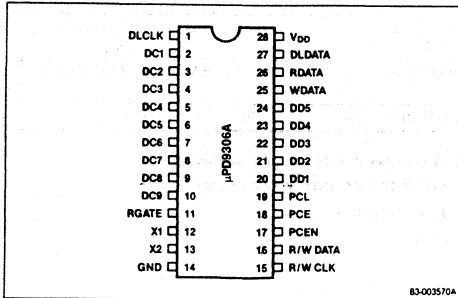 DLCLK 1 28 VDD
DC1 2 27 DLDATA
DC2 3 26 RDATA
DC3 4 25 WDATA
DC4 5 24 DD5
DC5 6 23 DD4
DC6 7 22 DD3
DC7 8 21 DD2
DC8 9 20 DD1
DC9 10 19 PCL
RGATE 11 18 PCE
X1 12 17 PCEN
X2 13 16 R/W DATA
GND 14 15 R/W CLK
µPD9306A
83-003570A